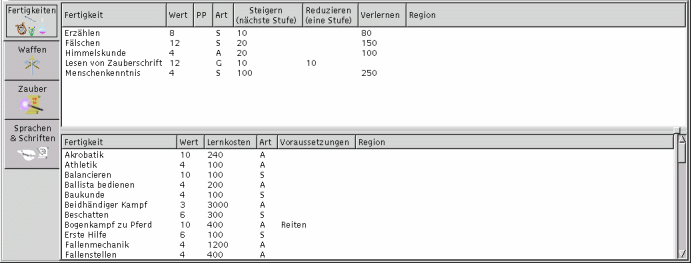 Fertigkeiten
Waffen
Zauber
Sprachen
& Schriften
Fertigkeit Wert PP Art Steigern (nächste Stufe) Reduzieren (eine Stufe) Verlernen Region
Erzählen 8 S 10 80
Fälschen 12 S 20 150
Himmelskunde 4 A 20 100
Lesen von Zauberschrift 12 G 10 10
Menschenkenntnis 4 S 100 250
Fertigkeit Wert Lernkosten Art Voraussetzungen Region
Akrobatik 10 240 A
Athletik 4 100 A
Balancieren 10 100 S
Ballista bedienen 4 200 A
Baukunde 4 100 S
Beidhändiger Kampf 3 3000 A
Beschatten 6 300 S
Bogenkampf zu Pferd 10 400 A Reiten
Erste Hilfe 6 100 S
Fallenmechanik 4 1200 A
Fallenstellen 4 400 A